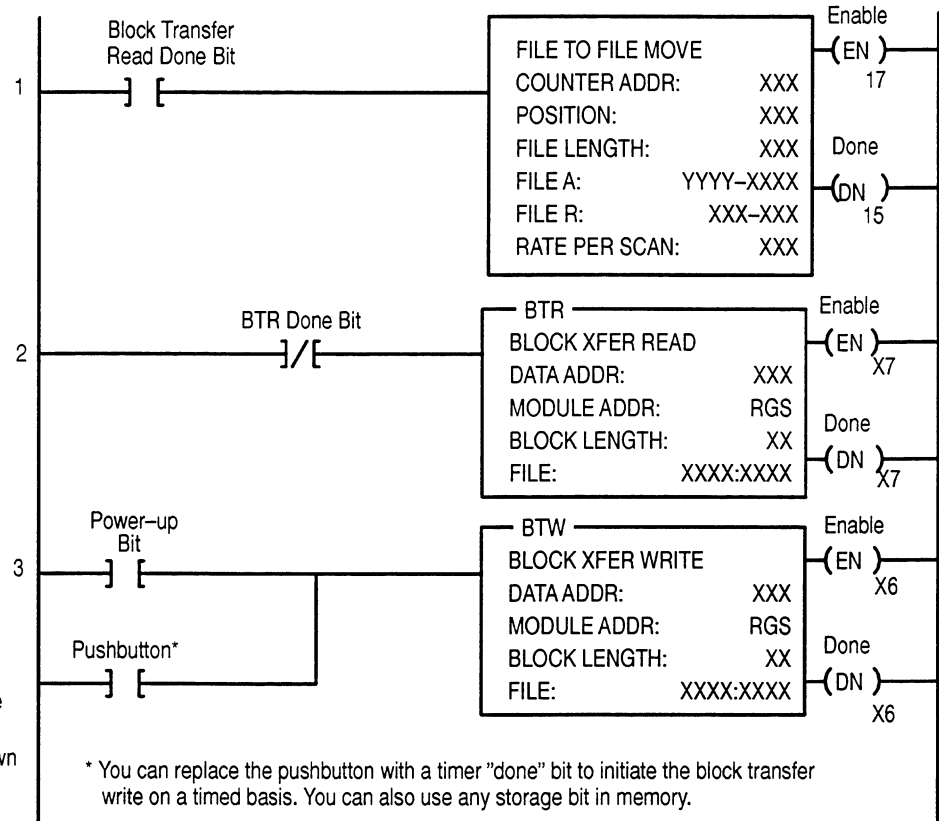 Block Transfer
Read Done Bit
1
] [
FILE TO FILE MOVE
COUNTER ADDR: XXX
POSITION: XXX
FILE LENGTH: XXX
FILE A: YYYY–XXXX
FILE R: XXX–XXX
RATE PER SCAN: XXX
Enable
(EN)
17
Done
(DN)
15
2
BTR Done Bit
]/[
BTR
BLOCK XFER READ
DATA ADDR: XXX
MODULE ADDR: RGS
BLOCK LENGTH: XX
FILE: XXXX:XXXX
Enable
(EN)
X7
Done
(DN)
X7
Power–up
Bit
3
] [
Pushbutton*
] [
BTW
BLOCK XFER WRITE
DATA ADDR: XXX
MODULE ADDR: RGS
BLOCK LENGTH: XX
FILE: XXXX:XXXX
Enable
(EN)
X6
Done
(DN)
X6
* You can replace the pushbutton with a timer "done" bit to initiate the block transfer
write on a timed basis. You can also use any storage bit in memory.